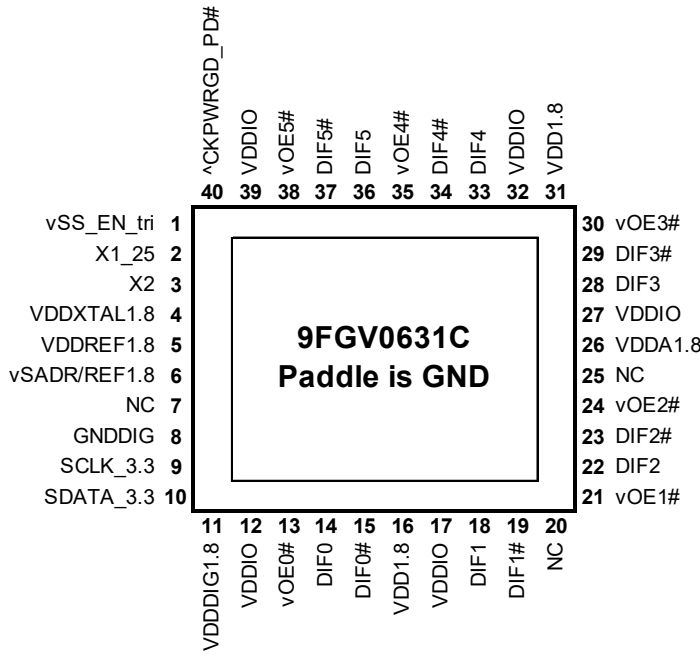 ^CKPWRGD_PD#
VDDIO
vOE5#
DIF5#
DIF5
vOE4#
DIF4#
DIF4
VDDIO
VDD1.8
40 39 38 37 36 35 34 33 32 31
vSS_EN_tri 1
X1_25 2
X2 3
VDDXTAL1.8 4
VDDREF1.8 5
vSADR/REF1.8 6
NC 7
GNDDIG 8
SCLK_3.3 9
SDATA_3.3 10
9FGV0631C
Paddle is GND
30 vOE3#
29 DIF3#
28 DIF3
27 VDDIO
26 VDDA1.8
25 NC
24 vOE2#
23 DIF2#
22 DIF2
21 vOE1#
11 12 13 14 15 16 17 18 19 20
VDDDIG1.8
VDDIO
vOE0#
DIF0
DIF0#
VDD1.8
VDDIO
DIF1
DIF1#
NC